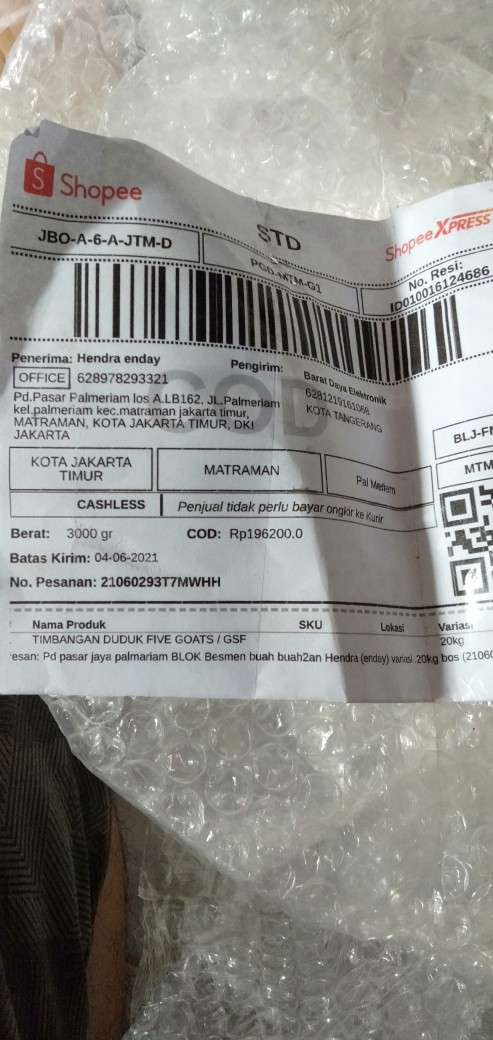 Shopee
STD
Shopee XPRESS
JBO-A-6-A-JTM-D
PGD-MTM-G1
No. Resi:
ID010016124686
COD
Penerima: Hendra enday
OFFICE 628978293321
Pd.Pasar Palmeriam los A.LB162, JL.Palmeriam
kel,palmeriam kec.matraman jakarta timur,
MATRAMAN, KOTA JAKARTA TIMUR, DKI
JAKARTA
Pengirim: Barat Daya Elektronik
6281219161068
KOTA TANGERANG
BLJ-FM
MTM
KOTA JAKARTA
TIMUR
MATRAMAN
Pal Meriem
CASHLESS Penjual tidak perlu bayar ongkir ke Kurir
Berat: 3000 gr COD: Rp196200.0
Batas Kirim: 04-06-2021
No. Pesanan: 21060293T7MWHH
Nama Produk SKU Lokasi Variasi
TIMBANGAN DUDUK FIVE GOATS / GSF 20kg
esan: Pd pasar jaya palmariam BLOK Besmen buah buah2an Hendra (enday) variasi .20kg bos (21060